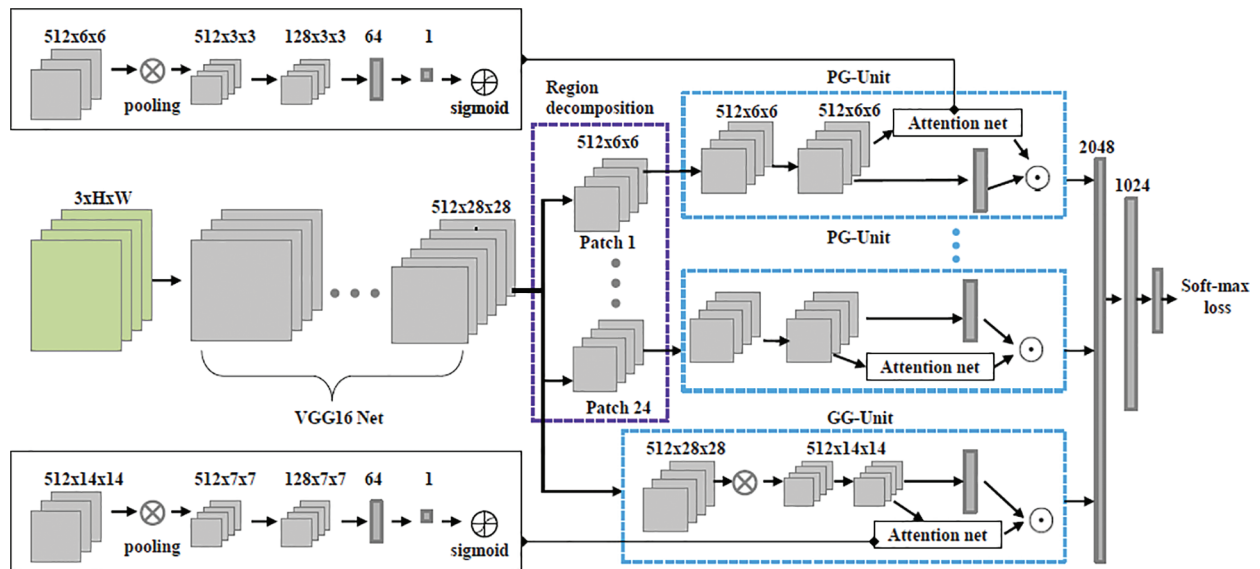 512x6x6
512x3x3
128x3x3
64
1
pooling
sigmoid
Region
decomposition
512x6x6
Patch 1
Patch 24
PG-Unit
512x6x6
512x6x6
Attention net
PG-Unit
Attention net
3xHxW
512x28x28
VGG16 Net
GG-Unit
512x28x28
512x14x14
Attention net
2048
1024
Soft-max
loss
512x14x14
512x7x7
128x7x7
64
1
pooling
sigmoid